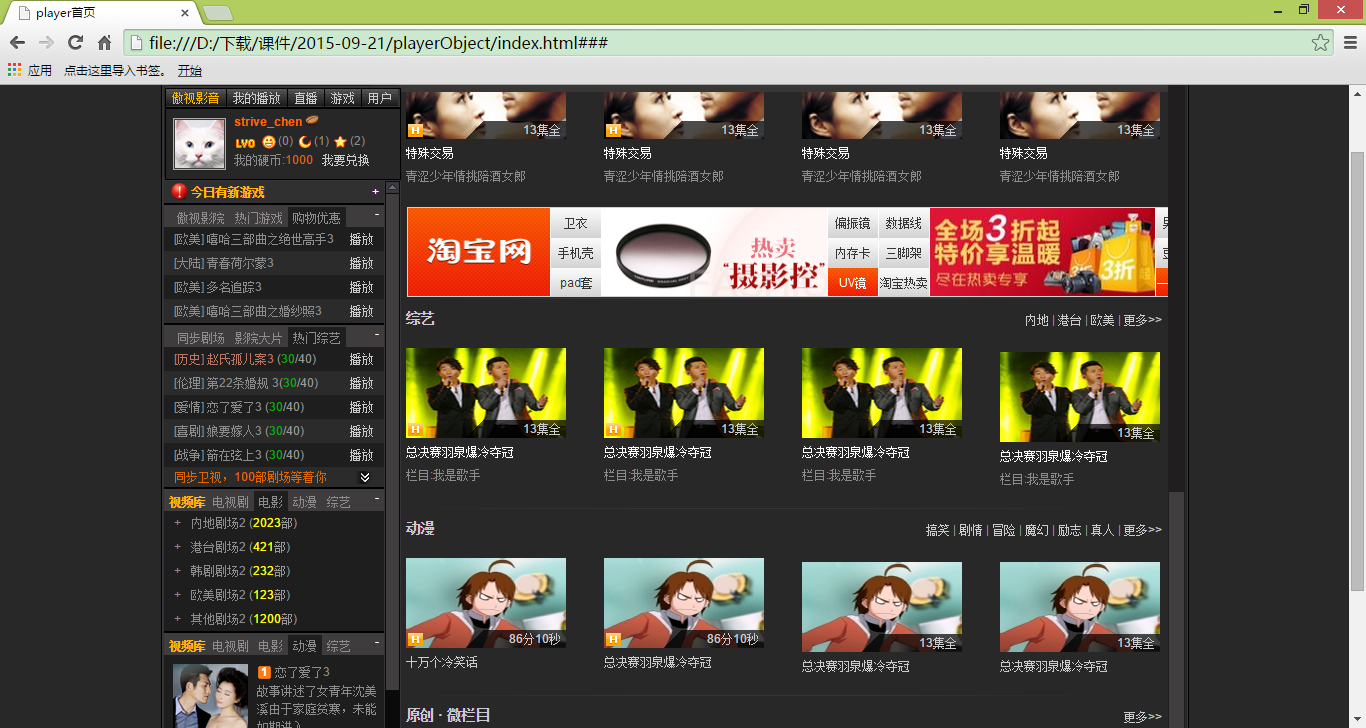 player首页
file:///D:/下载/课件/2015-09-21/playerObject/index.html###
应用 点击这里导入书签。 开始
傲视影音 我的播放 直播 游戏 用户
strive_chen
LV0 (0) (1) (2)
我的硬币:1000 我要兑换
今日有新游戏 +
傲视影院 热门游戏 购物优惠 -
[欧美] 嘻哈三部曲之绝世高手3 播放
[大陆] 青春荷尔蒙3 播放
[欧美] 多名追踪3 播放
[欧美] 嘻哈三部曲之婚纱照3 播放
同步剧场 影院大片 热门综艺 -
[历史] 赵氏孤儿案3 (30/40) 播放
[伦理] 第22条婚规 3(30/40) 播放
[爱情] 恋了爱了3 (30/40) 播放
[喜剧] 娘要嫁人3 (30/40) 播放
[战争] 箭在弦上3 (30/40) 播放
同步卫视，100部剧场等着你
视频库 电视剧 电影 动漫 综艺 -
+ 内地剧场2 (2023部)
+ 港台剧场2 (421部)
+ 韩剧剧场2 (232部)
+ 欧美剧场2 (123部)
+ 其他剧场2 (1200部)
视频库 电视剧 电影 动漫 综艺 -
1 恋了爱了3
故事讲述了女青年沈美
溪由于家庭贫寒，未能
如期进入
H 13集全 H 13集全 13集全 13集全
特殊交易 特殊交易 特殊交易 特殊交易
青涩少年情挑陪酒女郎 青涩少年情挑陪酒女郎 青涩少年情挑陪酒女郎 青涩少年情挑陪酒女郎
淘宝网
卫衣
手机壳
pad套
热卖
“摄影控”
偏振镜 数据线
内存卡 三脚架
UV镜 淘宝热卖
全场3折起
特价享温暖
尽在热卖专享
3折
3折
综艺 内地 | 港台 | 欧美 | 更多>>
H 13集全 H 13集全 13集全 13集全
总决赛羽泉爆冷夺冠 总决赛羽泉爆冷夺冠 总决赛羽泉爆冷夺冠 总决赛羽泉爆冷夺冠
栏目:我是歌手 栏目:我是歌手 栏目:我是歌手 栏目:我是歌手
动漫 搞笑 | 剧情 | 冒险 | 魔幻 | 励志 | 真人 | 更多>>
H 86分10秒 H 86分10秒 13集全 13集全
十万个冷笑话 总决赛羽泉爆冷夺冠 总决赛羽泉爆冷夺冠 总决赛羽泉爆冷夺冠
原创 · 微栏目 更多>>